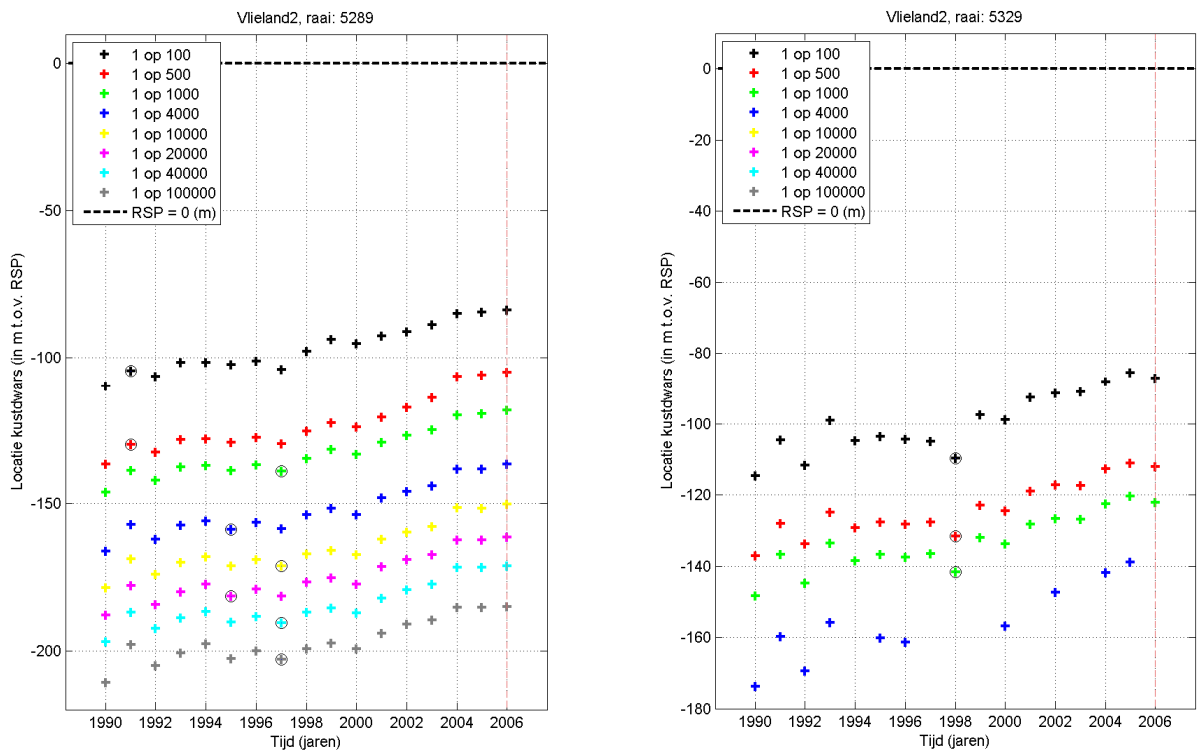 Vlieland2, raai: 5289
1 op 100
1 op 500
1 op 1000
1 op 4000
1 op 10000
1 op 20000
1 op 40000
1 op 100000
RSP = 0 (m)
0
-50
-100
-150
-200
Locatie kustdwars (in m t.o.v. RSP)
1990 1992 1994 1996 1998 2000 2002 2004 2006
Tijd (jaren)
Vlieland2, raai: 5329
1 op 100
1 op 500
1 op 1000
1 op 4000
1 op 10000
1 op 20000
1 op 40000
1 op 100000
RSP = 0 (m)
0
-20
-40
-60
-80
-100
-120
-140
-160
-180
Locatie kustdwars (in m t.o.v. RSP)
1990 1992 1994 1996 1998 2000 2002 2004 2006
Tijd (jaren)